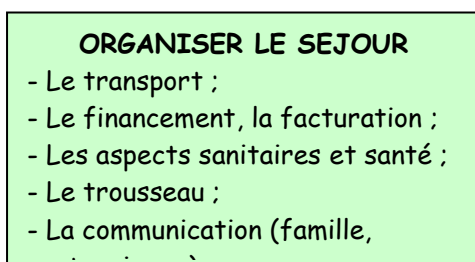 ORGANISER LE SEJOUR
- Le transport ;
- Le financement, la facturation ;
- Les aspects sanitaires et santé ;
- Le trousseau ;
- La communication (famille,